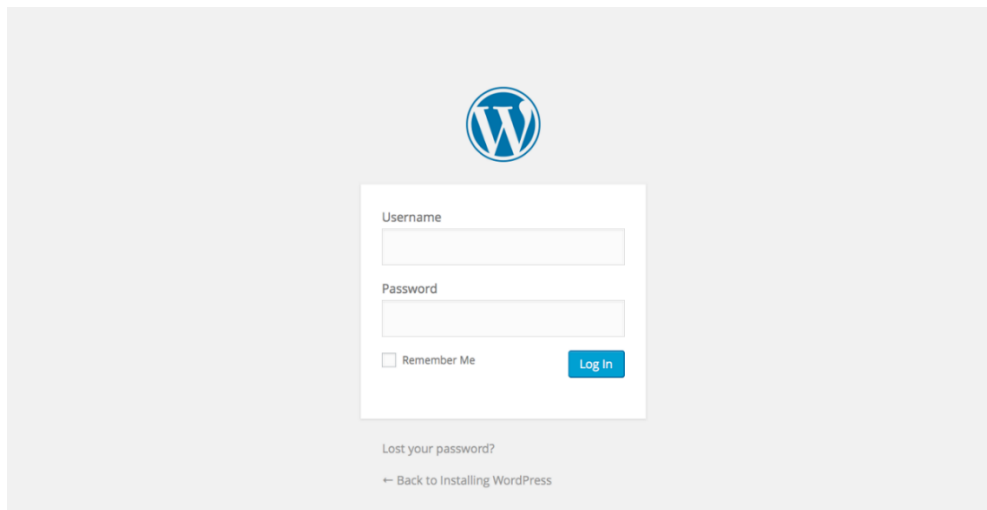 Username
Password
Remember Me
Log In
Lost your password?
← Back to Installing WordPress